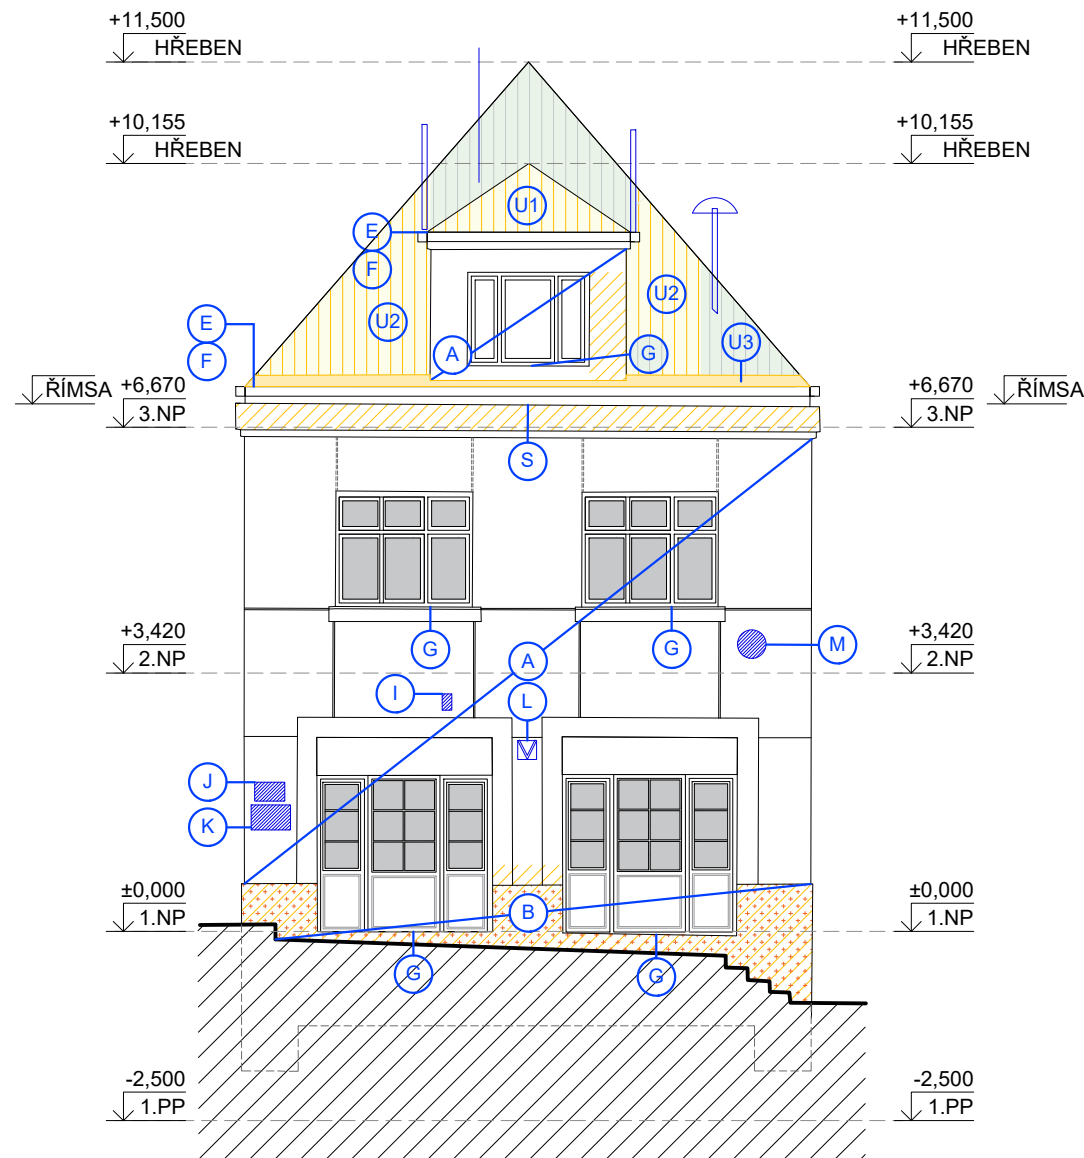 +11,500
HŘEBEN
+11,500
HŘEBEN
+10,155
HŘEBEN
+10,155
HŘEBEN
U1
E
F
U2
U2
E
F
A
G
U3
ŘÍMSA
+6,670
3.NP
+6,670
3.NP
ŘÍMSA
S
G
G
+3,420
2.NP
A
M
+3,420
2.NP
I
L
J
K
±0,000
1.NP
B
±0,000
1.NP
G
G
-2,500
1.PP
-2,500
1.PP